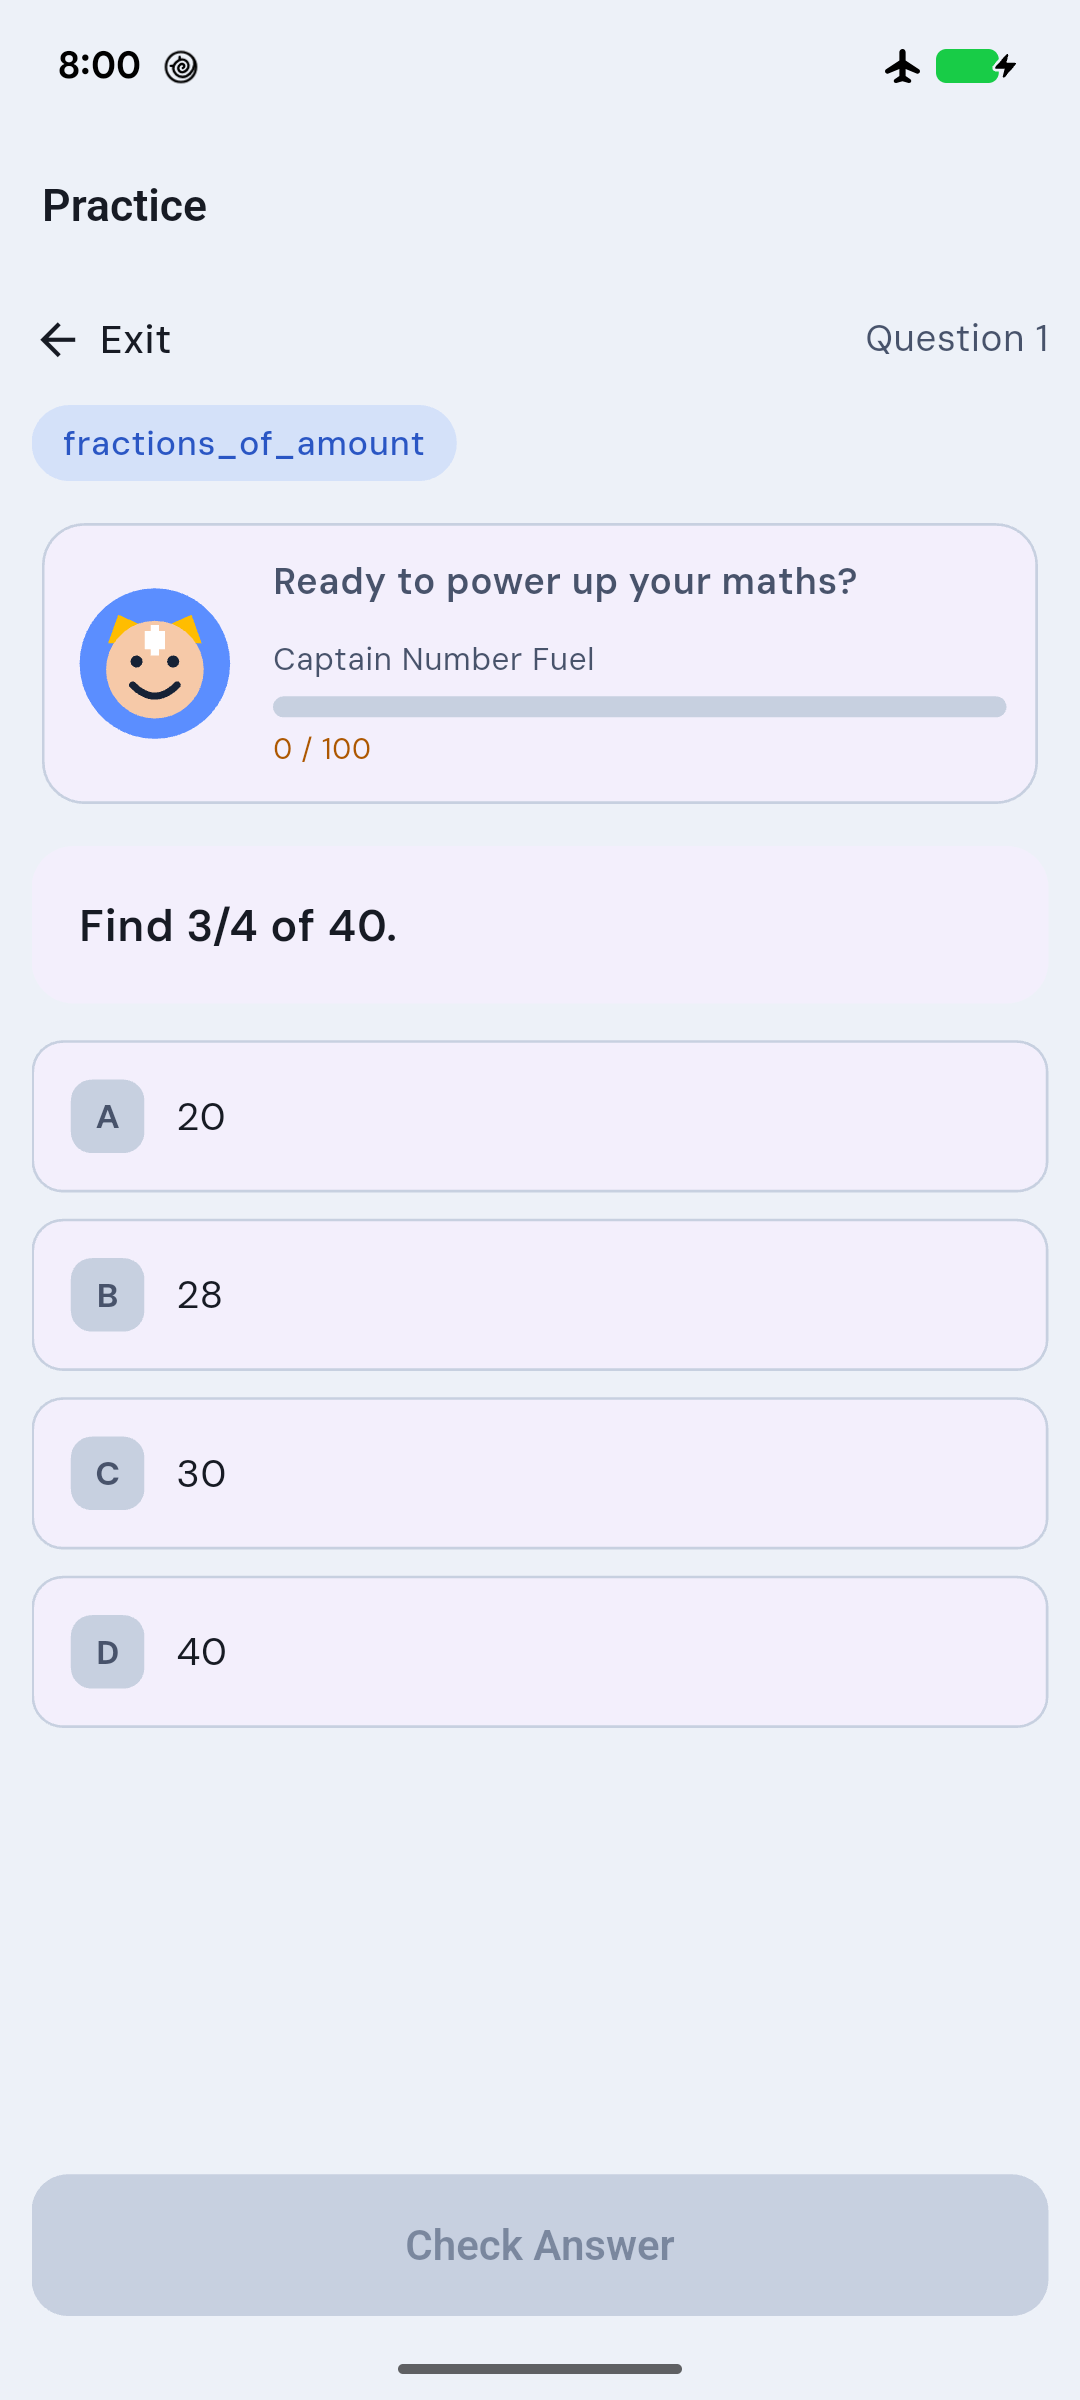 8:00
Practice
Exit
Question 1
fractions_of_amount
Ready to power up your maths?
Captain Number Fuel
0 / 100
Find 3/4 of 40.
A 20
B 28
C 30
D 40
Check Answer